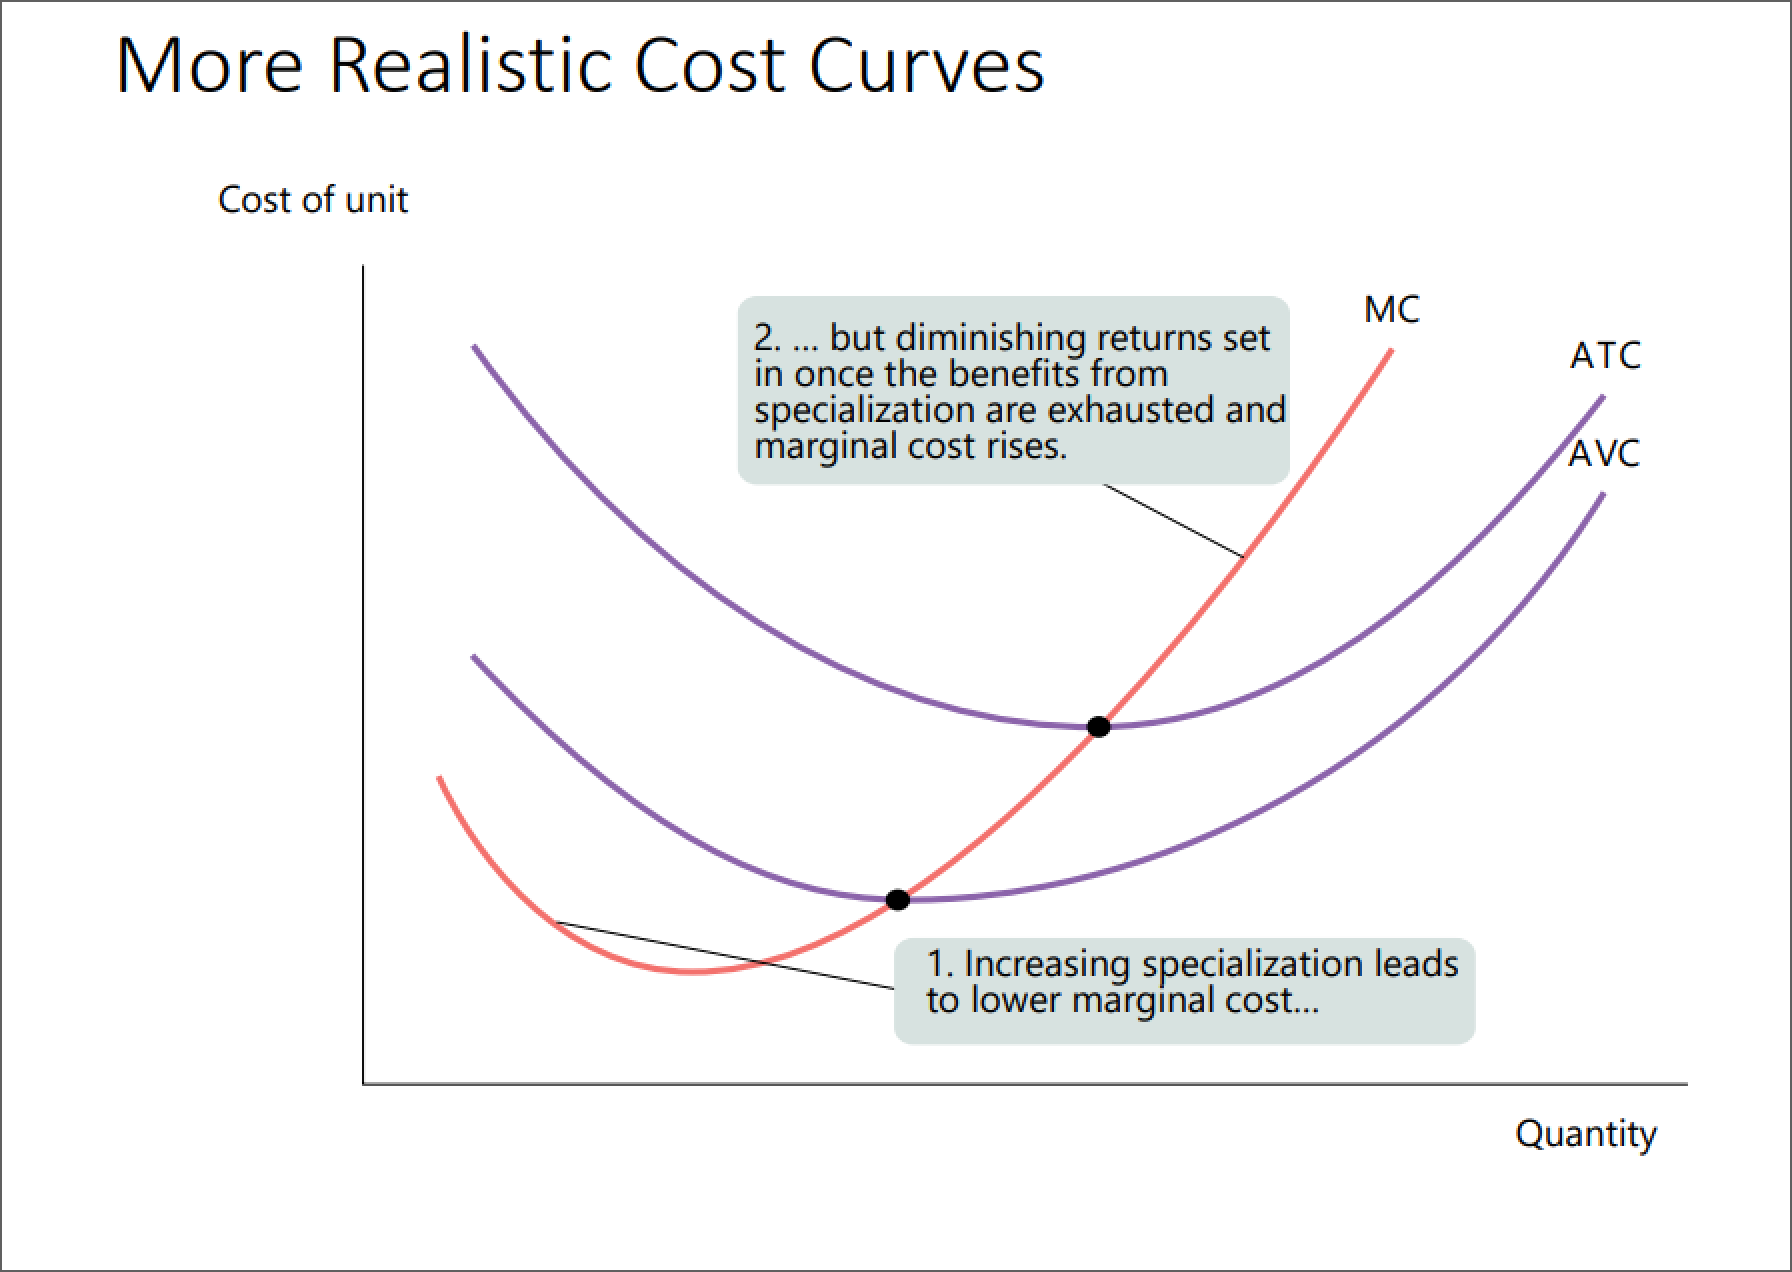 More Realistic Cost Curves
Cost of unit
2. ... but diminishing returns set
in once the benefits from
specialization are exhausted and
marginal cost rises.
MC
ATC
AVC
1. Increasing specialization leads
to lower marginal cost...
Quantity